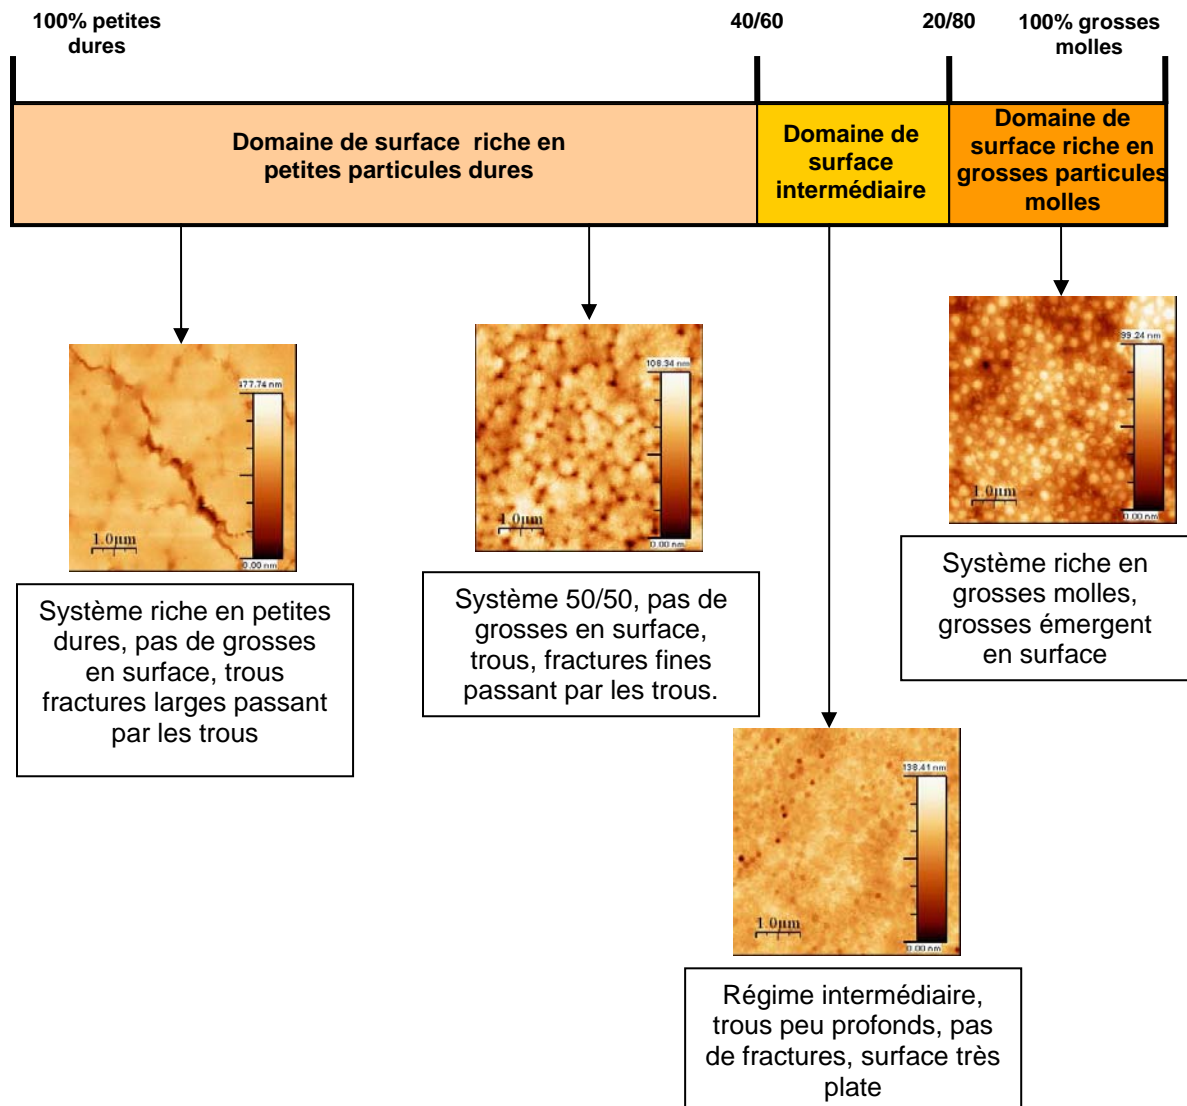 100% petites
dures
40/60
20/80
100% grosses
molles
Domaine de surface riche en
petites particules dures
Domaine de
surface
intermédiaire
Domaine de
surface riche en
grosses particules
molles
477.74 nm
1.0µm
0.00 nm
108.34 nm
1.0µm
0.00 nm
99.24 nm
1.0µm
0.00 nm
Système riche en petites
dures, pas de grosses
en surface, trous
fractures larges passant
par les trous
Système 50/50, pas de
grosses en surface,
trous, fractures fines
passant par les trous.
Système riche en
grosses molles,
grosses émergent
en surface
138.41 nm
1.0µm
0.00 nm
Régime intermédiaire,
trous peu profonds, pas
de fractures, surface très
plate